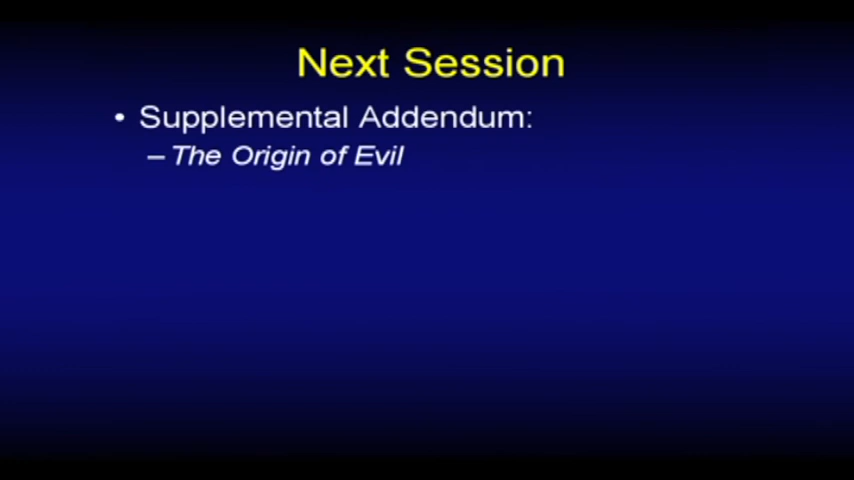 Next Session
• Supplemental Addendum:
– The Origin of Evil